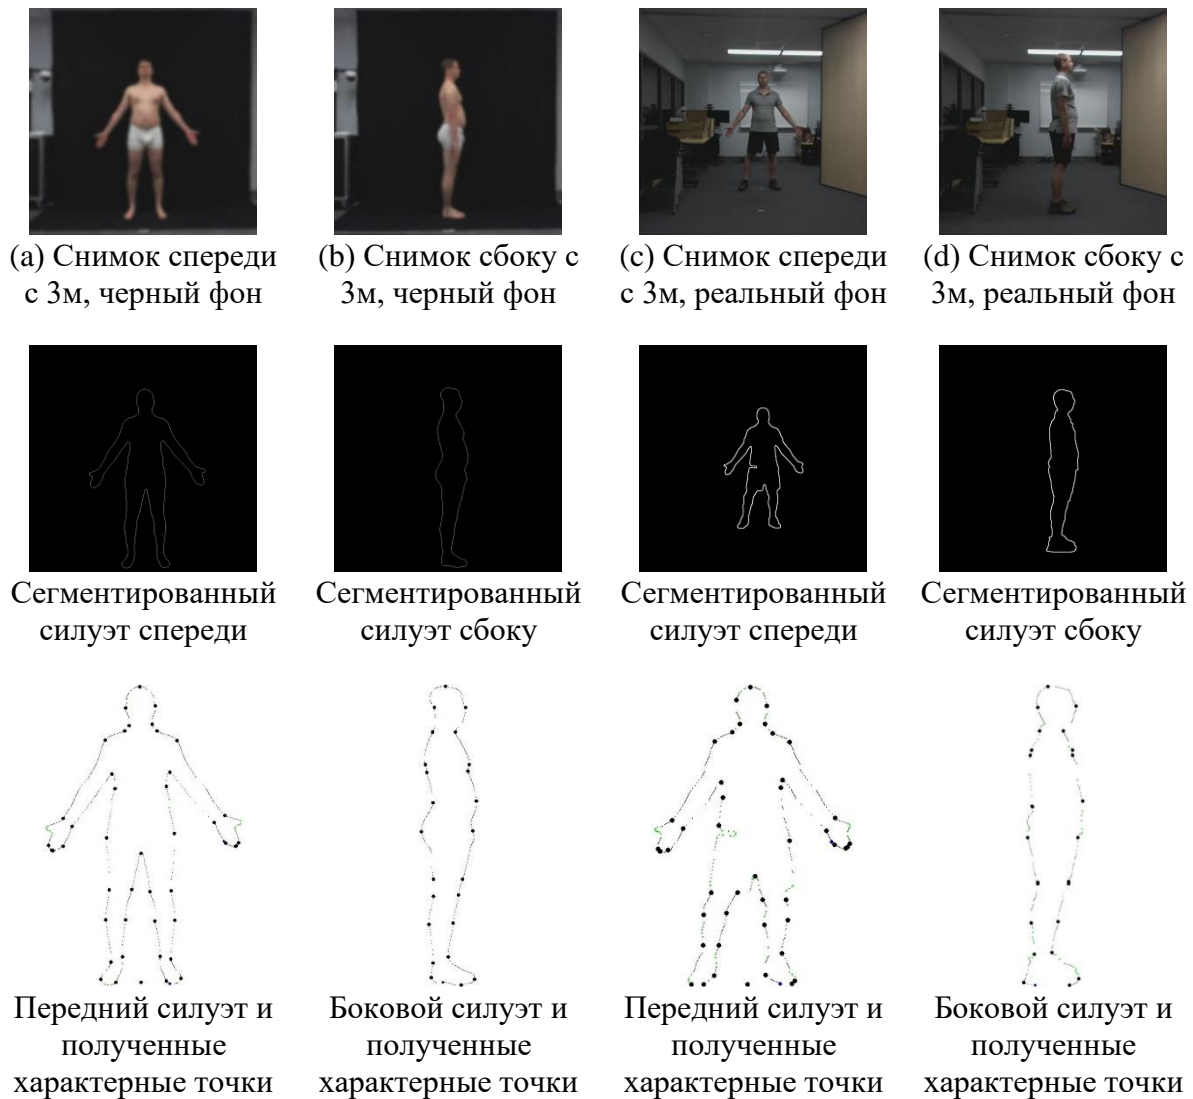 (a) Снимок спереди
с 3м, черный фон
(b) Снимок сбоку с
3м, черный фон
(c) Снимок спереди
с 3м, реальный фон
(d) Снимок сбоку с
3м, реальный фон
Сегментированный
силуэт спереди
Сегментированный
силуэт сбоку
Сегментированный
силуэт спереди
Сегментированный
силуэт сбоку
Передний силуэт и
полученные
характерные точки
Боковой силуэт и
полученные
характерные точки
Передний силуэт и
полученные
характерные точки
Боковой силуэт и
полученные
характерные точки